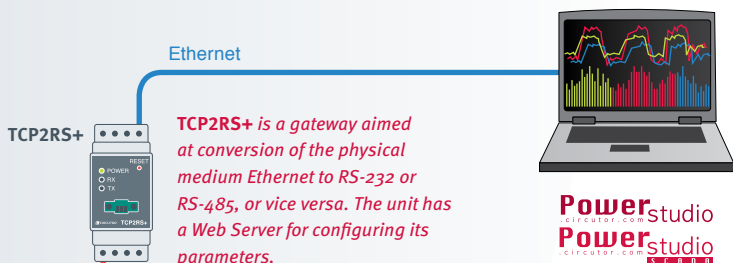 Ethernet
TCP2RS+
RESET
POWER
RX
TX
CIRCUTOR TCP2RS+
TCP2RS+ is a gateway aimed
at conversion of the physical
medium Ethernet to RS-232 or
RS-485, or vice versa. The unit has
a Web Server for configuring its
parameters.
Powerstudio
.circutor.com
Powerstudio
.circutor.com
scada